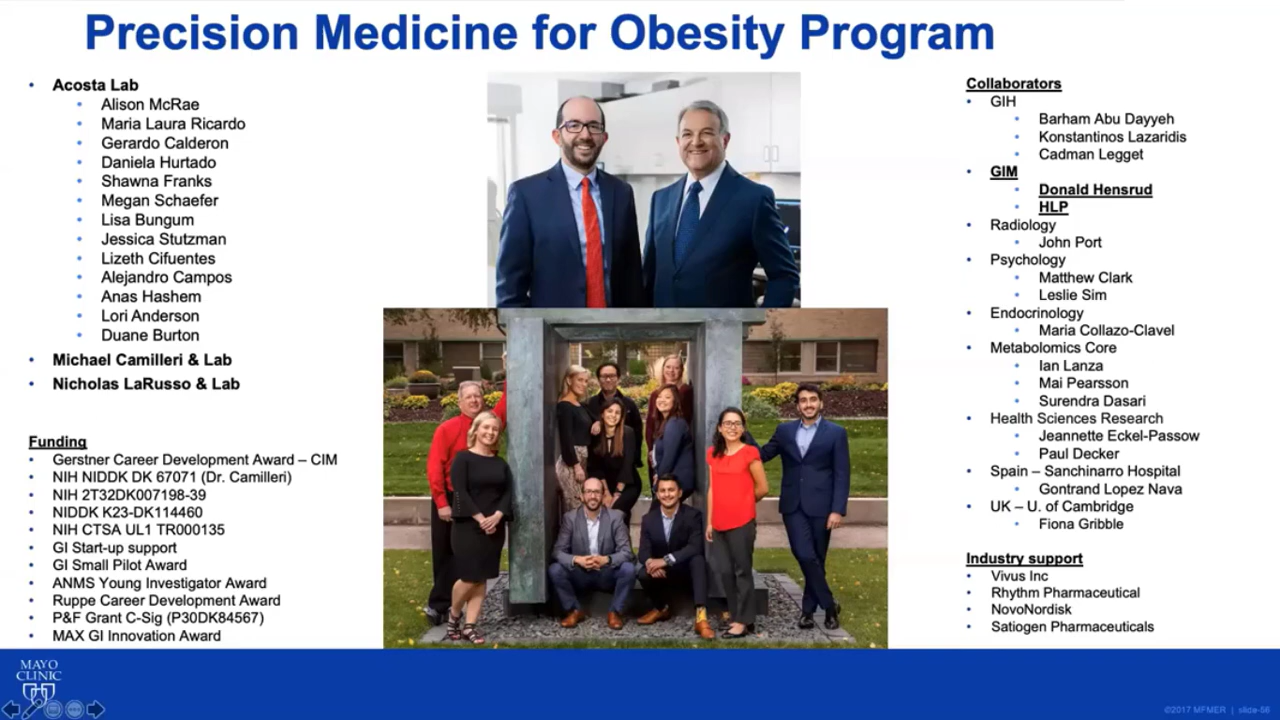 Precision Medicine for Obesity Program
Acosta Lab
Alison McRae
Maria Laura Ricardo
Gerardo Calderon
Daniela Hurtado
Shawna Franks
Megan Schaefer
Lisa Bungum
Jessica Stutzman
Lizeth Cifuentes
Alejandro Campos
Anas Hashem
Lori Anderson
Duane Burton
Michael Camilleri & Lab
Nicholas LaRusso & Lab
Funding
Gerstner Career Development Award – CIM
NIH NIDDK DK 67071 (Dr. Camilleri)
NIH 2T32DK007198-39
NIDDK K23-DK114460
NIH CTSA UL1 TR000135
GI Start-up support
GI Small Pilot Award
ANMS Young Investigator Award
Ruppe Career Development Award
P&F Grant C-Sig (P30DK84567)
MAX GI Innovation Award
Collaborators
GIH
Barham Abu Dayyeh
Konstantinos Lazaridis
Cadman Legget
GIM
Donald Hensrud
HLP
Radiology
John Port
Psychology
Matthew Clark
Leslie Sim
Endocrinology
Maria Collazo-Clavel
Metabolomics Core
Ian Lanza
Mai Pearsson
Surendra Dasari
Health Sciences Research
Jeannette Eckel-Passow
Paul Decker
Spain – Sanchinarro Hospital
Gontrand Lopez Nava
UK – U. of Cambridge
Fiona Gribble
Industry support
Vivus Inc
Rhythm Pharmaceutical
NovoNordisk
Satiogen Pharmaceuticals
MAYO
CLINIC
©2017 MFMER | slide-56